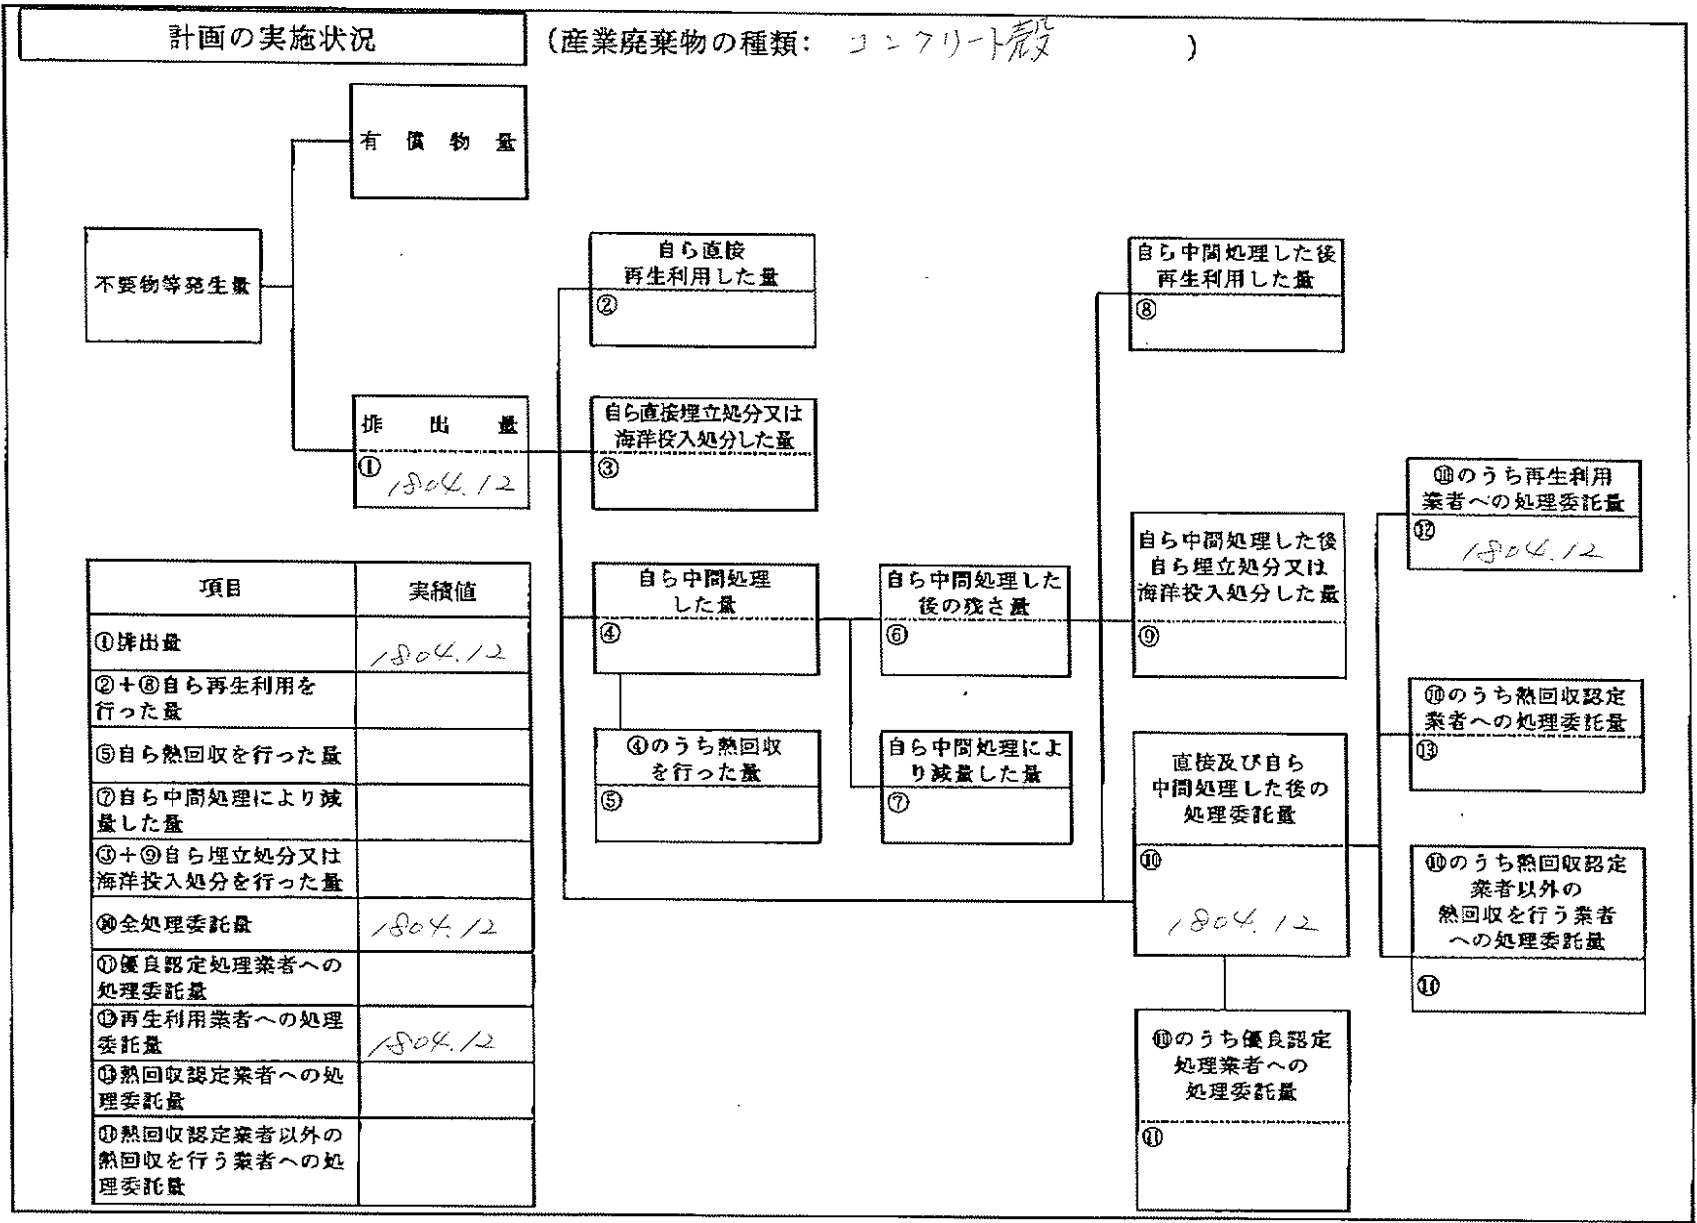 計画の実施状況
(産業廃棄物の種類: コンクリート殻 )
有償物量
不要物等発生量
排出量
① 1804.12
自ら直接
再生利用した量
②
自ら直接埋立処分又は
海洋投入処分した量
③
自ら中間処理
した量
④
④のうち熱回収
を行った量
⑤
自ら中間処理した
後の残さ量
⑥
自ら中間処理によ
り減量した量
⑦
自ら中間処理した後
再生利用した量
⑧
自ら中間処理した後
自ら埋立処分又は
海洋投入処分した量
⑨
直接及び自ら
中間処理した後の
処理委託量
⑩
1804.12
⑩のうち優良認定
処理業者への
処理委託量
⑪
⑩のうち再生利用
業者への処理委託量
⑫
1804.12
⑩のうち熱回収認定
業者への処理委託量
⑬
⑩のうち熱回収認定
業者以外の
熱回収を行う業者
への処理委託量
⑭
項目 実績値
①排出量 1804.12
②+⑧自ら再生利用を
行った量
⑤自ら熱回収を行った量
⑦自ら中間処理により減
量した量
③+⑨自ら埋立処分又は
海洋投入処分を行った量
⑩全処理委託量 1804.12
⑪優良認定処理業者への
処理委託量
⑫再生利用業者への処理
委託量 1804.12
⑬熱回収認定業者への処
理委託量
⑭熱回収認定業者以外の
熱回収を行う業者への処
理委託量